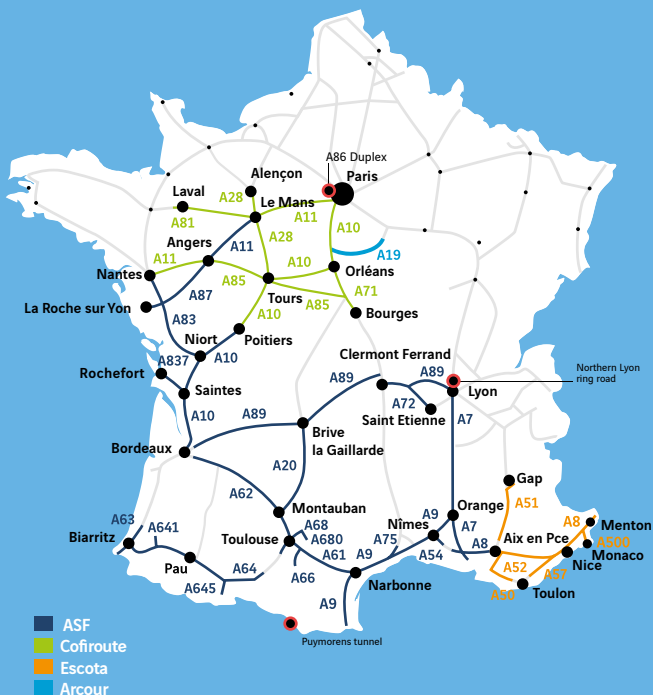 A86 Duplex
Paris
Alençon
Laval
A28
Le Mans
A81
A11
A10
A28
A11
Angers
A19
A11
A10
Nantes
Orléans
A85
A87
A71
Tours
A85
La Roche sur Yon
A83
A10
Bourges
Poitiers
Niort
A837
A10
Clermont Ferrand
Northern Lyon
ring road
Rochefort
A89
A89
Saintes
Lyon
A72
A10
A89
Saint Etienne
A7
Brive
la Gaillarde
Bordeaux
A20
Gap
A62
A51
Orange
Montauban
A9
A63
A68
Nîmes
A7
A8
Menton
A641
A680
A75
Aix en Pce
A500
Biarritz
Toulouse
A61
A9
A54
A8
Monaco
Nice
Pau
A64
A66
A52
A57
A645
Narbonne
A50
Toulon
A9
Puymorens tunnel
ASF
Cofiroute
Escota
Arcour